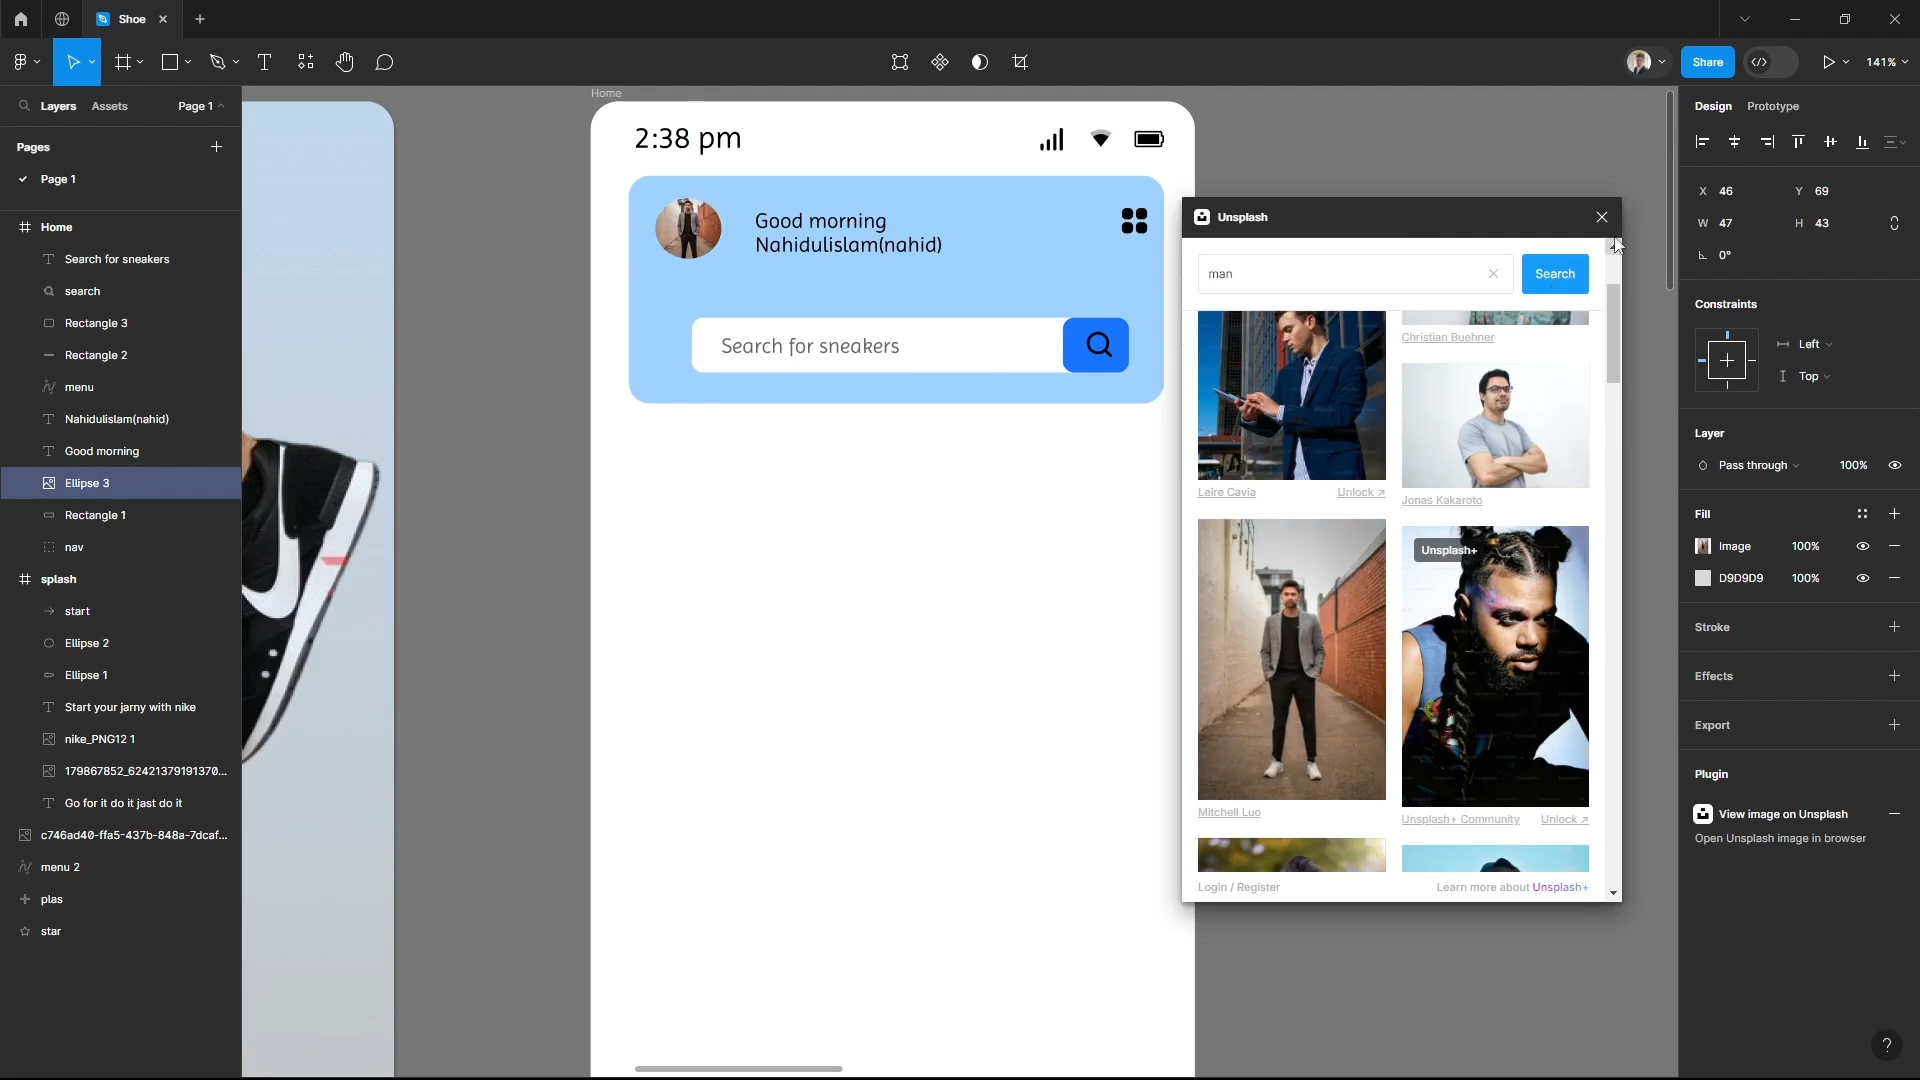 Shoe
Share
141%
Layers
Assets
Page 1
Pages
Page 1
Home
Search for sneakers
search
Rectangle 3
Rectangle 2
menu
Nahidulislam(nahid)
Good morning
Ellipse 3
Rectangle 1
nav
splash
start
Ellipse 2
Ellipse 1
Start your jarny with nike
nike_PNG12 1
179867852_62421379191370...
Go for it do it jast do it
c746ad40-ffa5-437b-848a-7dcaf...
menu 2
plas
star
Home
2:38 pm
Good morning
Nahidulislam(nahid)
Search for sneakers
Unsplash
man
Search
Christian Buehner
Leire Cavia
Unlock ↗
Jonas Kakaroto
Unsplash+
Mitchell Luo
Unsplash+ Community
Unlock ↗
Login / Register
Learn more about Unsplash+
Design
Prototype
X 46
Y 69
W 47
H 43
0°
Constraints
Left
Top
Layer
Pass through
100%
Fill
Image
100%
D9D9D9
100%
Stroke
Effects
Export
Plugin
View image on Unsplash
Open Unsplash image in browser
?